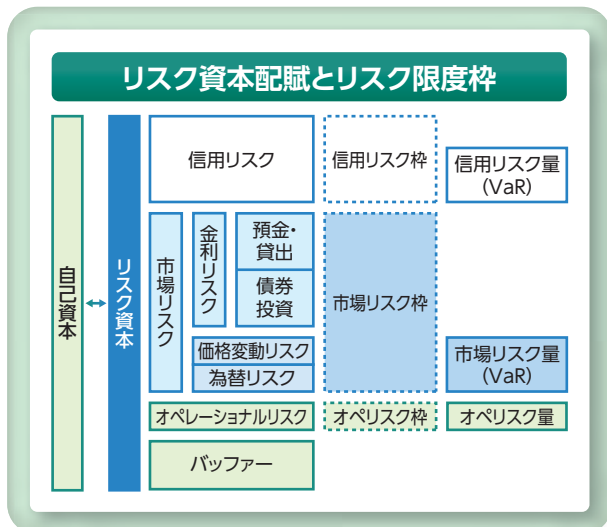 リスク資本配賦とリスク限度枠
自己資本
リスク資本
信用リスク
信用リスク枠
信用リスク量
(VaR)
市場リスク
金利リスク
預金・
貸出
債券
投資
価格変動リスク
為替リスク
市場リスク枠
市場リスク量
(VaR)
オペレーショナルリスク
オペリスク枠
オペリスク量
バッファー